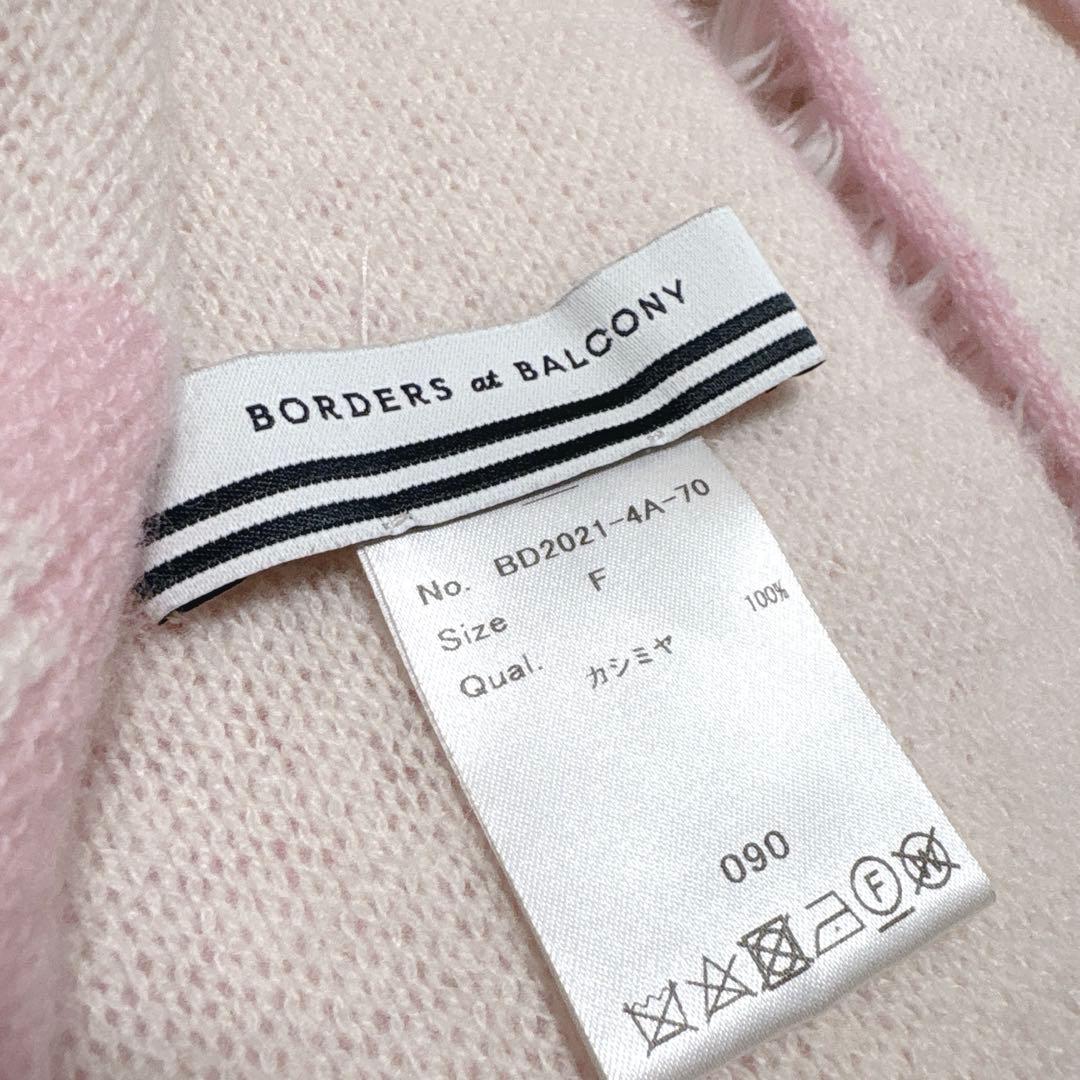 BORDERS at BALCONY
No. BD2021-4A-70
Size F
Qual. カシミヤ 100%
090
F W